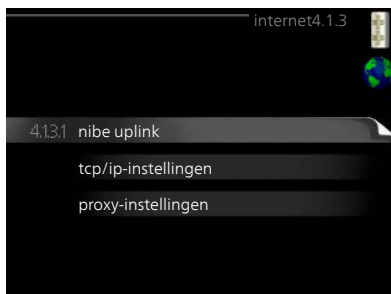 internet4.1.3
4.1.3.1 nibe uplink
tcp/ip-instellingen
proxy-instellingen